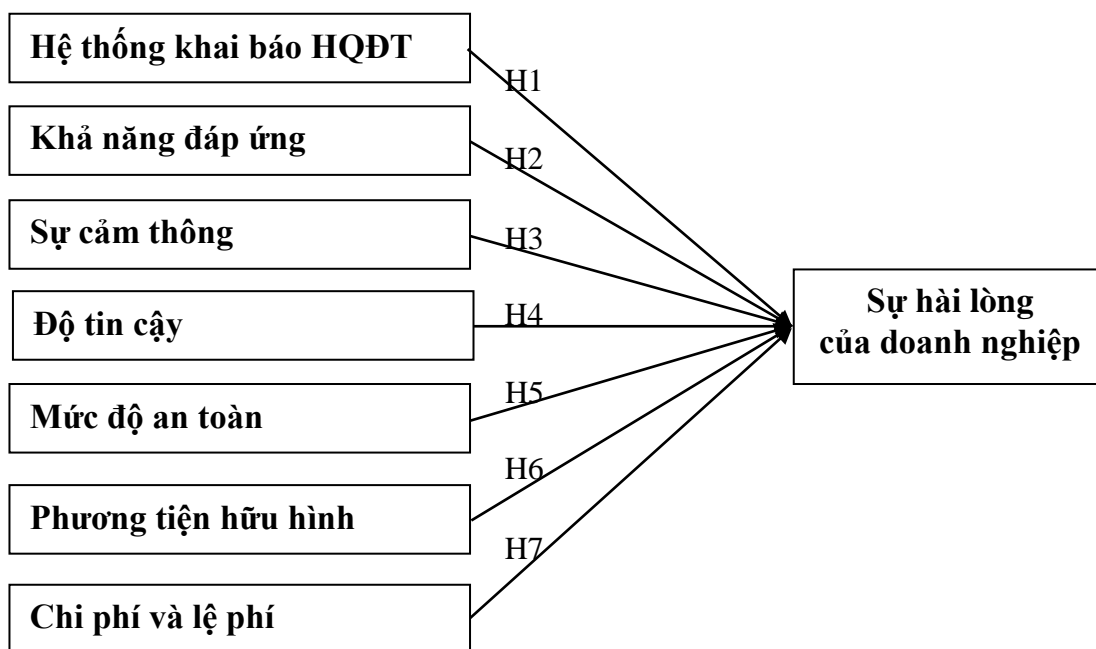 Hệ thống khai báo HQĐT
H1
Khả năng đáp ứng
H2
Sự cảm thông
H3
Độ tin cậy
H4
Sự hài lòng
của doanh nghiệp
Mức độ an toàn
H5
Phương tiện hữu hình
H6
Chi phí và lệ phí
H7